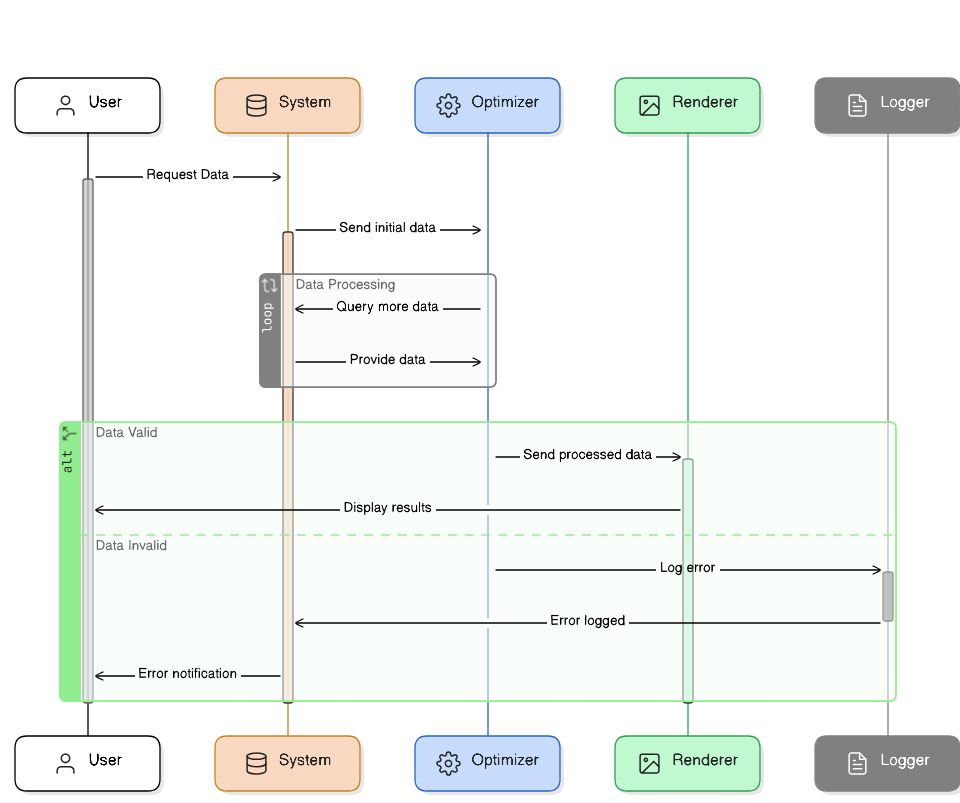 User
System
Optimizer
Renderer
Logger
Request Data
Send initial data
Data Processing
loop
Query more data
Provide data
Data Valid
alt
Send processed data
Display results
Data Invalid
Log error
Error logged
Error notification
User
System
Optimizer
Renderer
Logger